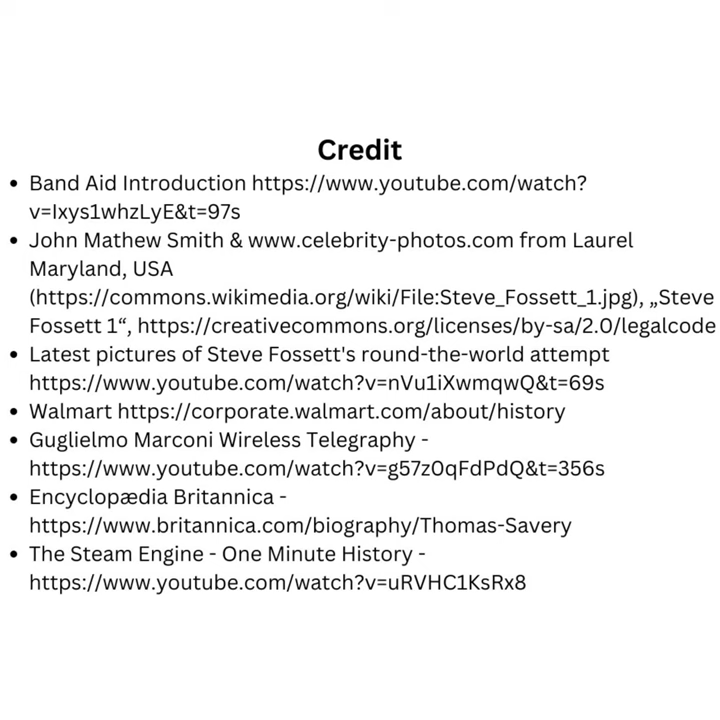 Credit
• Band Aid Introduction https://www.youtube.com/watch?
v=Ixys1whzLyE&t=97s
• John Mathew Smith & www.celebrity-photos.com from Laurel
Maryland, USA
(https://commons.wikimedia.org/wiki/File:Steve_Fossett_1.jpg), „Steve
Fossett 1“, https://creativecommons.org/licenses/by-sa/2.0/legalcode
• Latest pictures of Steve Fossett's round-the-world attempt
https://www.youtube.com/watch?v=nVu1iXwmqwQ&t=69s
• Walmart https://corporate.walmart.com/about/history
• Guglielmo Marconi Wireless Telegraphy -
https://www.youtube.com/watch?v=g57z0qFdPdQ&t=356s
• Encyclopædia Britannica -
https://www.britannica.com/biography/Thomas-Savery
• The Steam Engine - One Minute History -
https://www.youtube.com/watch?v=uRVHC1KsRx8